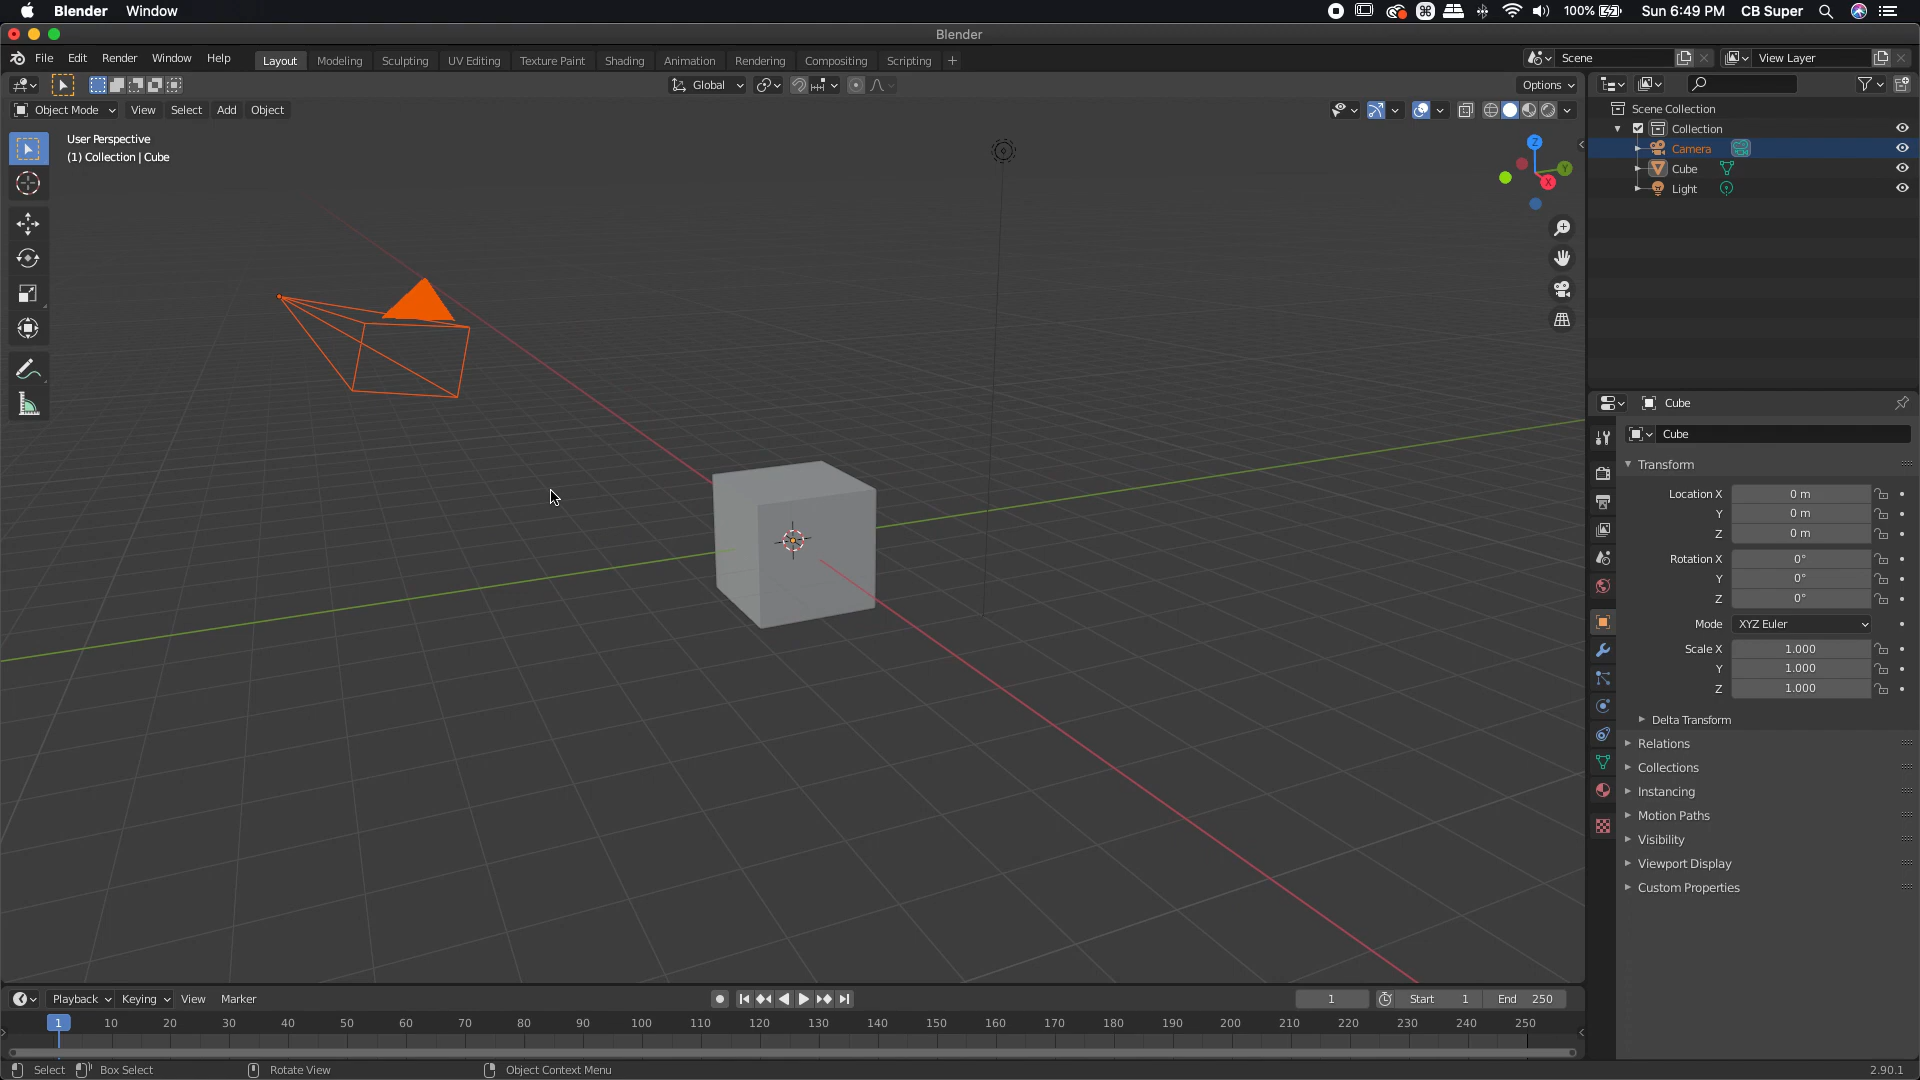 Blender Window 100% Sun 6:49 PM CB Super
Blender
File Edit Render Window Help Layout Modeling Sculpting UV Editing Texture Paint Shading Animation Rendering Compositing Scripting + Scene View Layer
Global Options
Object Mode View Select Add Object
User Perspective
(1) Collection | Cube
Z
Y
X
Scene Collection
Collection
Camera
Cube
Light
Cube
Cube
Transform
Location X 0 m
Y 0 m
Z 0 m
Rotation X 0°
Y 0°
Z 0°
Mode XYZ Euler
Scale X 1.000
Y 1.000
Z 1.000
Delta Transform
Relations
Collections
Instancing
Motion Paths
Visibility
Viewport Display
Custom Properties
Playback Keying View Marker 1 Start 1 End 250
1 10 20 30 40 50 60 70 80 90 100 110 120 130 140 150 160 170 180 190 200 210 220 230 240 250
Select Box Select Rotate View Object Context Menu 2.90.1